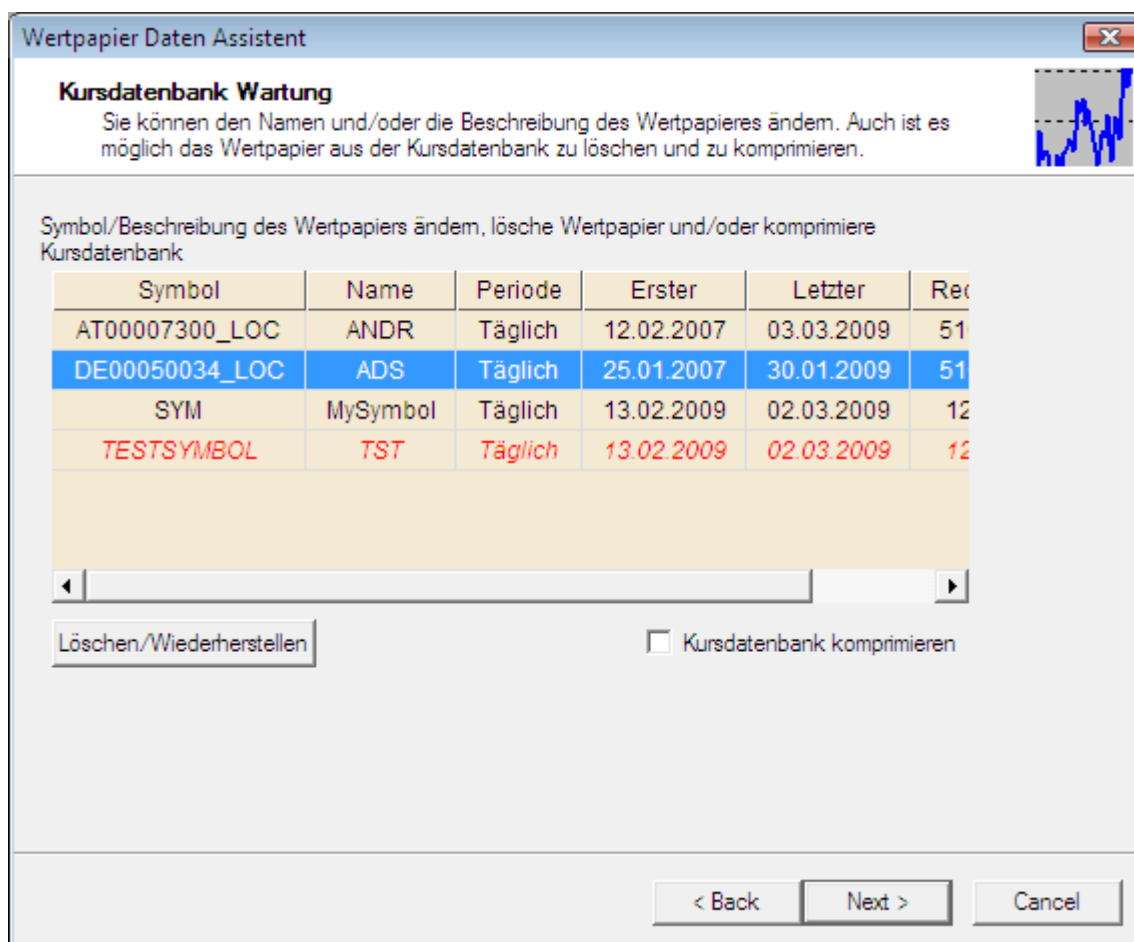 Wertpapier Daten Assistent
Kursdatenbank Wartung
Sie können den Namen und/oder die Beschreibung des Wertpapieres ändern. Auch ist es
möglich das Wertpapier aus der Kursdatenbank zu löschen und zu komprimieren.
Symbol/Beschreibung des Wertpapiers ändern, lösche Wertpapier und/oder komprimiere
Kursdatenbank
Symbol Name Periode Erster Letzter
AT00007300_LOC ANDR Täglich 12.02.2007 03.03.2009
DE00050034_LOC ADS Täglich 25.01.2007 30.01.2009
SYM MySymbol Täglich 13.02.2009 02.03.2009 12
TESTSYMBOL TST Täglich 13.02.2009 02.03.2009 12
Löschen/Wiederherstellen Kursdatenbank komprimieren
< Back Next > Cancel